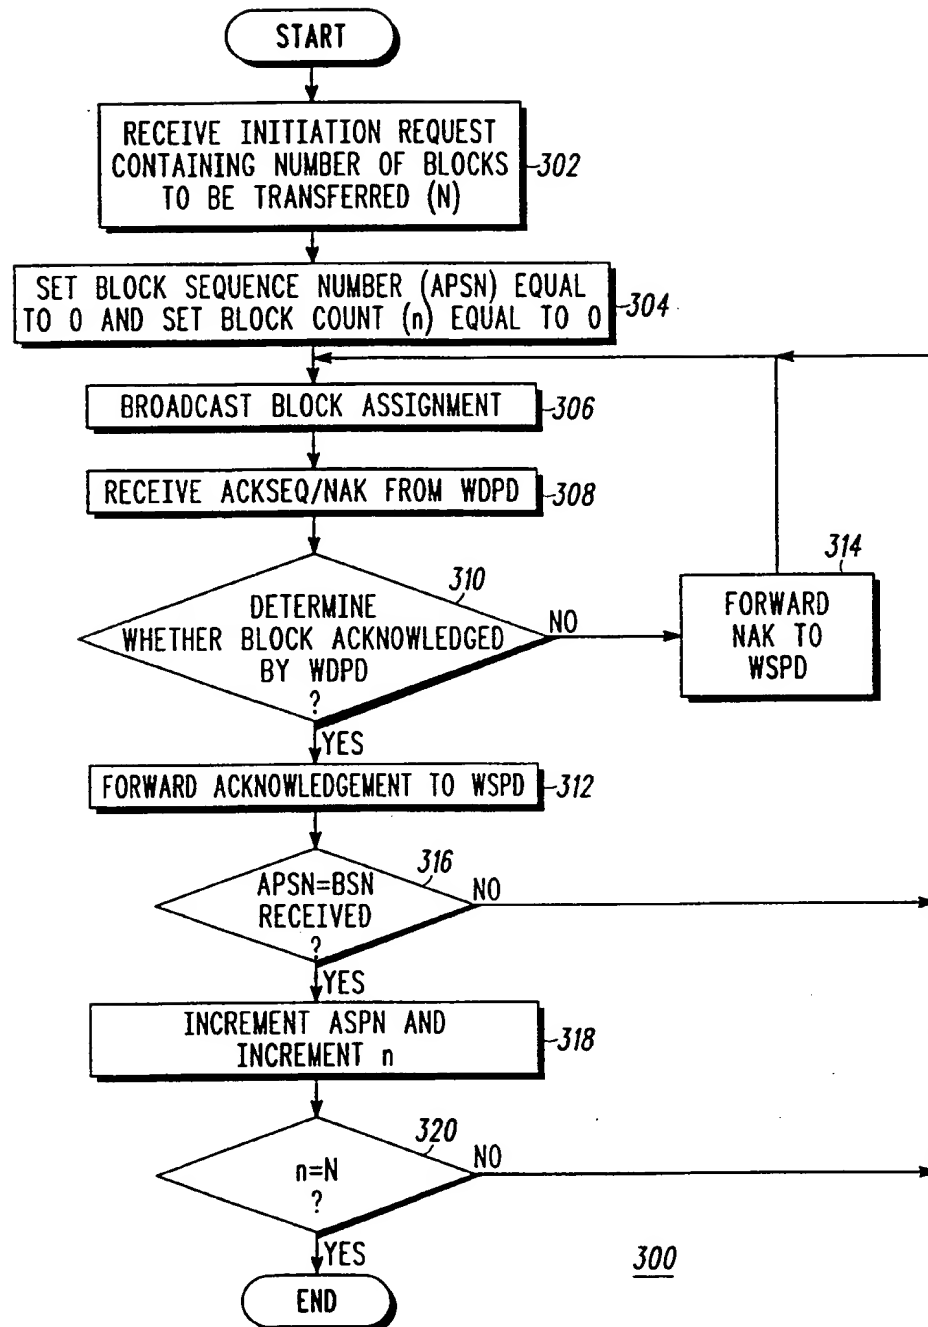 START
RECEIVE INITIATION REQUEST
CONTAINING NUMBER OF BLOCKS
TO BE TRANSFERRED (N)
302
SET BLOCK SEQUENCE NUMBER (APSN) EQUAL
TO 0 AND SET BLOCK COUNT (n) EQUAL TO 0
304
BROADCAST BLOCK ASSIGNMENT
306
RECEIVE ACKSEQ/NAK FROM WDPD
308
310
DETERMINE
WHETHER BLOCK ACKNOWLEDGED
BY WDPD
?
NO
314
FORWARD
NAK TO
WSPD
YES
FORWARD ACKNOWLEDGEMENT TO WSPD
312
316
APSN=BSN
RECEIVED
?
NO
YES
INCREMENT ASPN AND
INCREMENT n
318
320
n=N
?
NO
YES
300
END